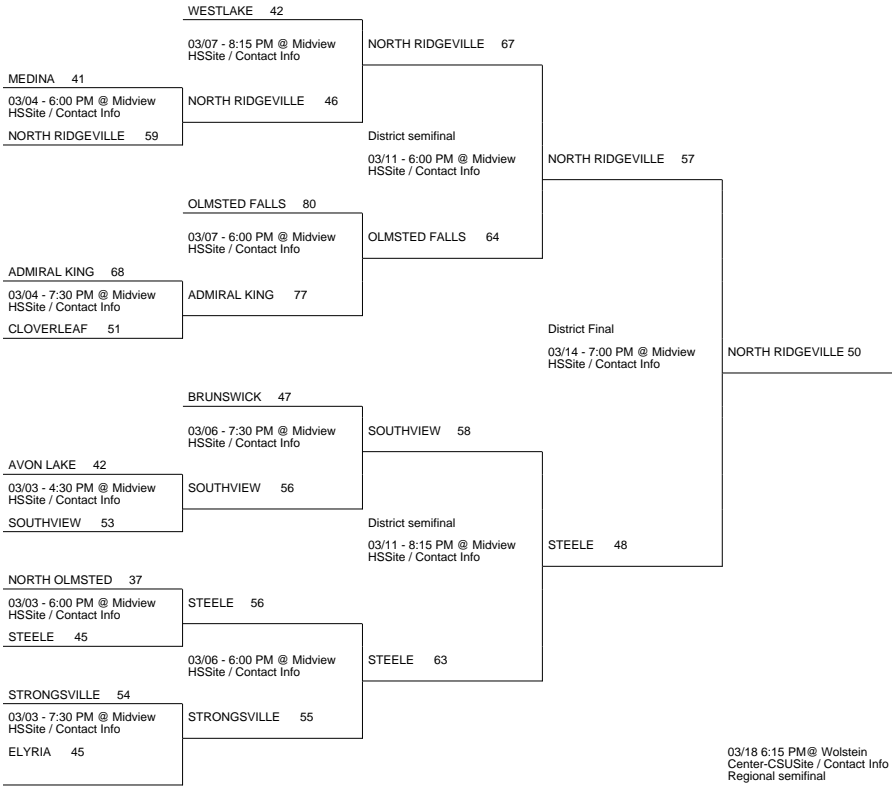 WESTLAKE 42
03/07 - 8:15 PM @ Midview
HSSite / Contact Info
NORTH RIDGEVILLE 67
MEDINA 41
03/04 - 6:00 PM @ Midview
HSSite / Contact Info
NORTH RIDGEVILLE 46
NORTH RIDGEVILLE 59
District semifinal
03/11 - 6:00 PM @ Midview
HSSite / Contact Info
NORTH RIDGEVILLE 57
OLMSTED FALLS 80
03/07 - 6:00 PM @ Midview
HSSite / Contact Info
OLMSTED FALLS 64
ADMIRAL KING 68
03/04 - 7:30 PM @ Midview
HSSite / Contact Info
ADMIRAL KING 77
CLOVERLEAF 51
District Final
03/14 - 7:00 PM @ Midview
HSSite / Contact Info
NORTH RIDGEVILLE 50
BRUNSWICK 47
03/06 - 7:30 PM @ Midview
HSSite / Contact Info
SOUTHVIEW 58
AVON LAKE 42
03/03 - 4:30 PM @ Midview
HSSite / Contact Info
SOUTHVIEW 56
SOUTHVIEW 53
District semifinal
03/11 - 8:15 PM @ Midview
HSSite / Contact Info
STEELE 48
NORTH OLMSTED 37
03/03 - 6:00 PM @ Midview
HSSite / Contact Info
STEELE 56
STEELE 45
03/06 - 6:00 PM @ Midview
HSSite / Contact Info
STEELE 63
STRONGSVILLE 54
03/03 - 7:30 PM @ Midview
HSSite / Contact Info
STRONGSVILLE 55
ELYRIA 45
03/18 6:15 PM@ Wolstein
Center-CSUSite / Contact Info
Regional semifinal